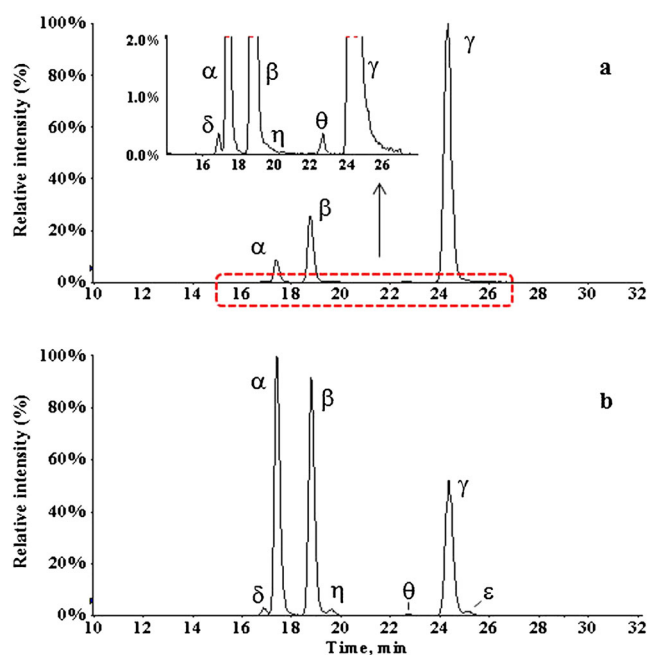 Relative intensity (%)
100%
80%
60%
40%
20%
0%
a
2.0%
1.0%
0.0%
α
β
γ
δ
η
θ
16 18 19 20 22 24 26
α
β
γ
10 12 14 16 18 20 22 24 26 28 30 32
Relative intensity (%)
100%
80%
60%
40%
20%
0%
b
α
β
γ
δ
η
θ
ε
10 12 14 16 18 20 22 24 26 28 30 32
Time, min